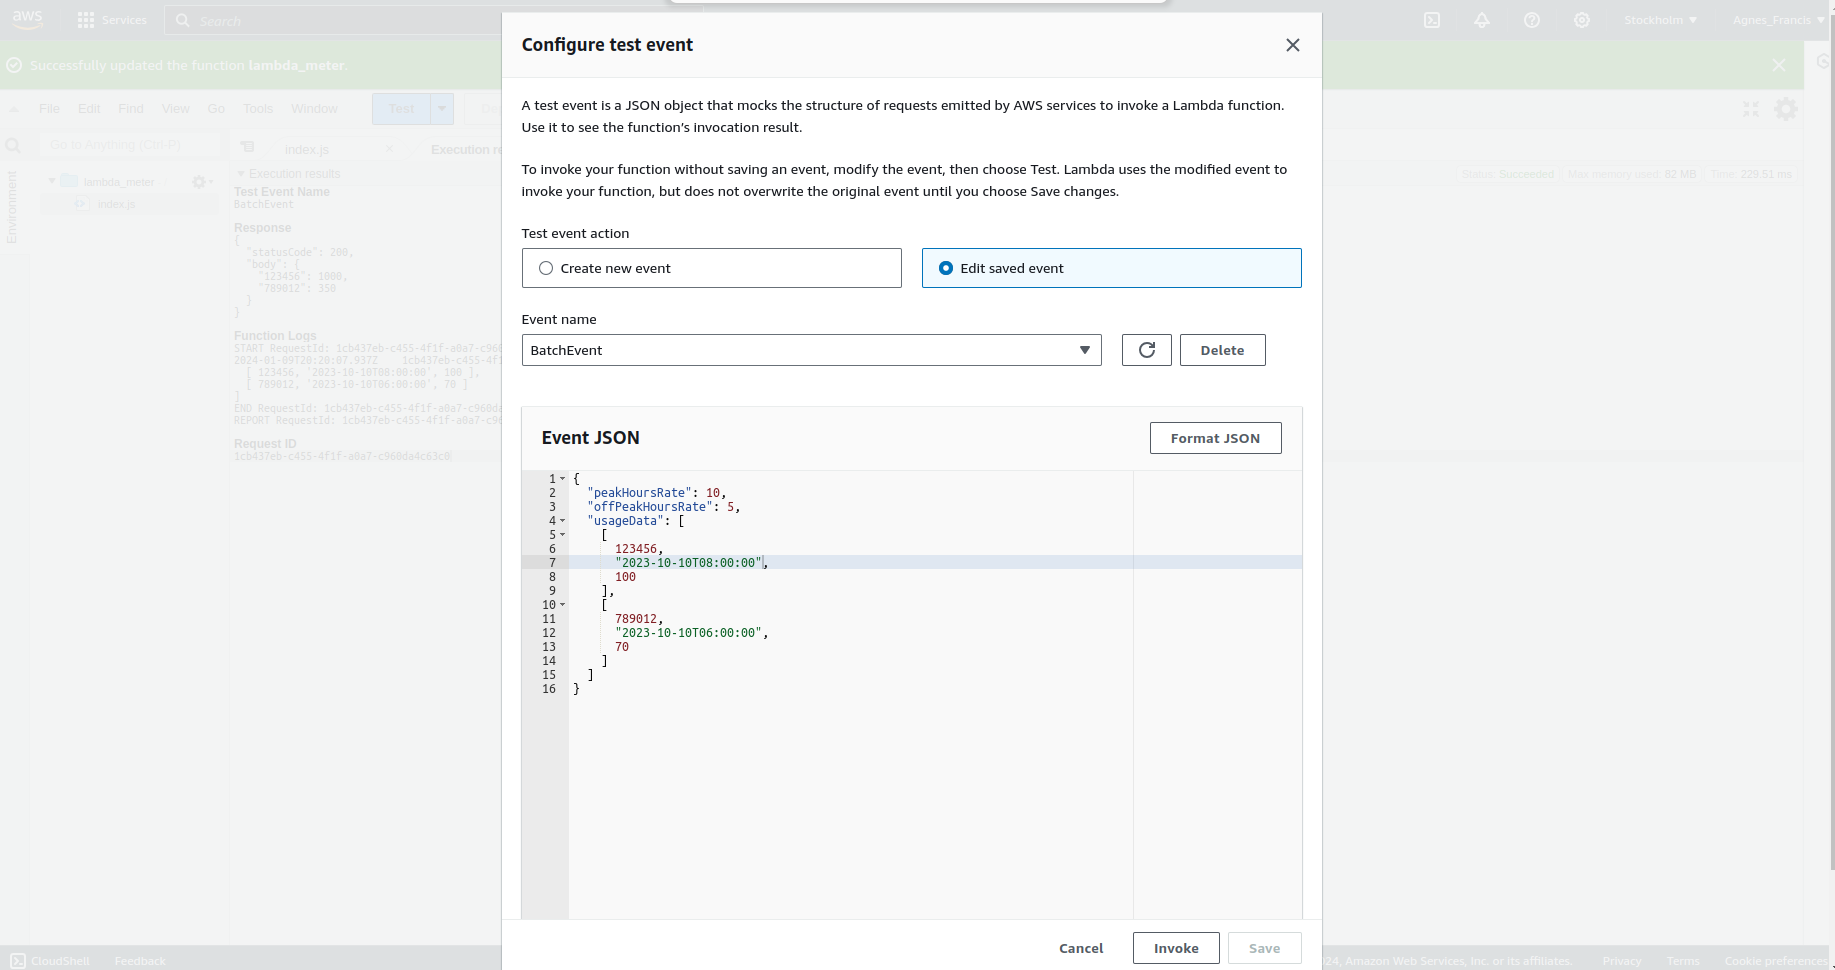 aws
Services
Search
Stockholm ▼
Agnes_Francis ▼
Successfully updated the function lambda_meter.
File Edit Find View Go Tools Window
Test
Go to Anything (Ctrl-P)
index.js
Environment
lambda_meter
index.js
Execution results
Status: Succeeded
Max memory used: 82 MB
Time: 229.51 ms
Test Event Name
BatchEvent
Response
{
"statusCode": 200,
"body": {
"123456": 1000,
"789012": 350
}
}
Function Logs
START RequestId: 1cb437eb-c455-4f1f-a0a7-c960
2024-01-09T20:28:07.937Z 1cb437eb-c455-4f1
[ 123456, '2023-10-10T08:00:00', 100 ],
[ 789012, '2023-10-10T06:00:00', 70 ]
]
END RequestId: 1cb437eb-c455-4f1f-a0a7-c960da
REPORT RequestId: 1cb437eb-c455-4f1f-a0a7-c96
Request ID
1cb437eb-c455-4f1f-a0a7-c960da4c63c0
Configure test event
A test event is a JSON object that mocks the structure of requests emitted by AWS services to invoke a Lambda function.
Use it to see the function’s invocation result.
To invoke your function without saving an event, modify the event, then choose Test. Lambda uses the modified event to
invoke your function, but does not overwrite the original event until you choose Save changes.
Test event action
Create new event
Edit saved event
Event name
BatchEvent
Delete
Event JSON
Format JSON
1 {
2 "peakHoursRate": 10,
3 "offPeakHoursRate": 5,
4 "usageData": [
5 [
6 123456,
7 "2023-10-10T08:00:00",
8 100
9 ],
10 [
11 789012,
12 "2023-10-10T06:00:00",
13 70
14 ]
15 ]
16 }
Cancel
Invoke
Save
CloudShell
Feedback
24, Amazon Web Services, Inc. or its affiliates.
Privacy
Terms
Cookie preferences